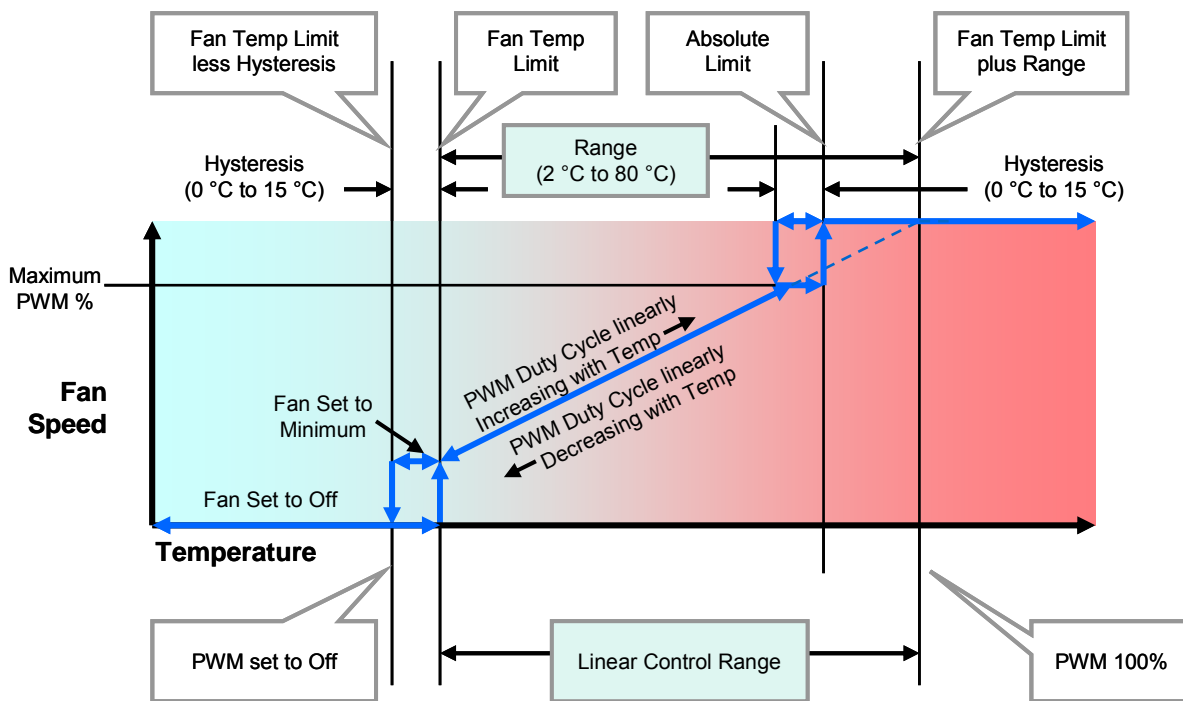 Fan Temp Limit
less Hysteresis
Fan Temp
Limit
Absolute
Limit
Fan Temp Limit
plus Range
Hysteresis
(0 °C to 15 °C)
Range
(2 °C to 80 °C)
Hysteresis
(0 °C to 15 °C)
Maximum
PWM %
PWM Duty Cycle linearly
Increasing with Temp
PWM Duty Cycle linearly
Decreasing with Temp
Fan
Speed
Fan Set to
Minimum
Fan Set to Off
Temperature
PWM set to Off
Linear Control Range
PWM 100%